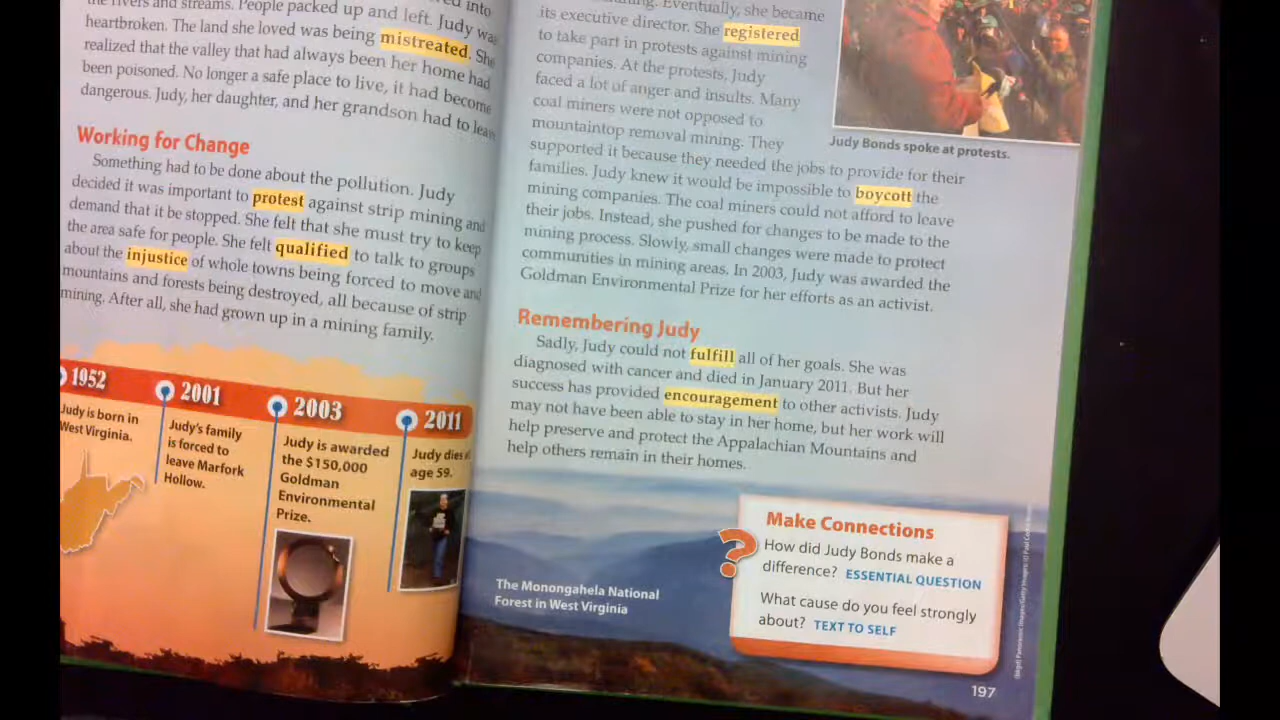 into
the rivers and streams. People packed up and left. Judy was
heartbroken. The land she loved was being mistreated. She
realized that the valley that had always been her home had
been poisoned. No longer a safe place to live, it had become
dangerous. Judy, her daughter, and her grandson had to leave
Working for Change
Something had to be done about the pollution. Judy
decided it was important to protest against strip mining and
demand that it be stopped. She felt that she must try to keep
the area safe for people. She felt qualified to talk to groups
about the injustice of whole towns being forced to move and
mountains and forests being destroyed, all because of strip
mining. After all, she had grown up in a mining family.
1952
Judy is born in
West Virginia.
2001
Judy's family
is forced to
leave Marfork
Hollow.
2003
Judy is awarded
the $150,000
Goldman
Environmental
Prize.
2011
Judy dies
age 59.
Eventually, she became
its executive director. She registered
to take part in protests against mining
companies. At the protests, Judy
faced a lot of anger and insults. Many
coal miners were not opposed to
mountaintop removal mining. They
supported it because they needed the jobs to provide for their
families. Judy knew it would be impossible to boycott the
mining companies. The coal miners could not afford to leave
their jobs. Instead, she pushed for changes to be made to the
mining process. Slowly, small changes were made to protect
communities in mining areas. In 2003, Judy was awarded the
Goldman Environmental Prize for her efforts as an activist.
Judy Bonds spoke at protests.
Remembering Judy
Sadly, Judy could not fulfill all of her goals. She was
diagnosed with cancer and died in January 2011. But her
success has provided encouragement to other activists. Judy
may not have been able to stay in her home, but her work will
help preserve and protect the Appalachian Mountains and
help others remain in their homes.
The Monongahela National
Forest in West Virginia
?
Make Connections
How did Judy Bonds make a
difference? ESSENTIAL QUESTION
What cause do you feel strongly
about? TEXT TO SELF
197